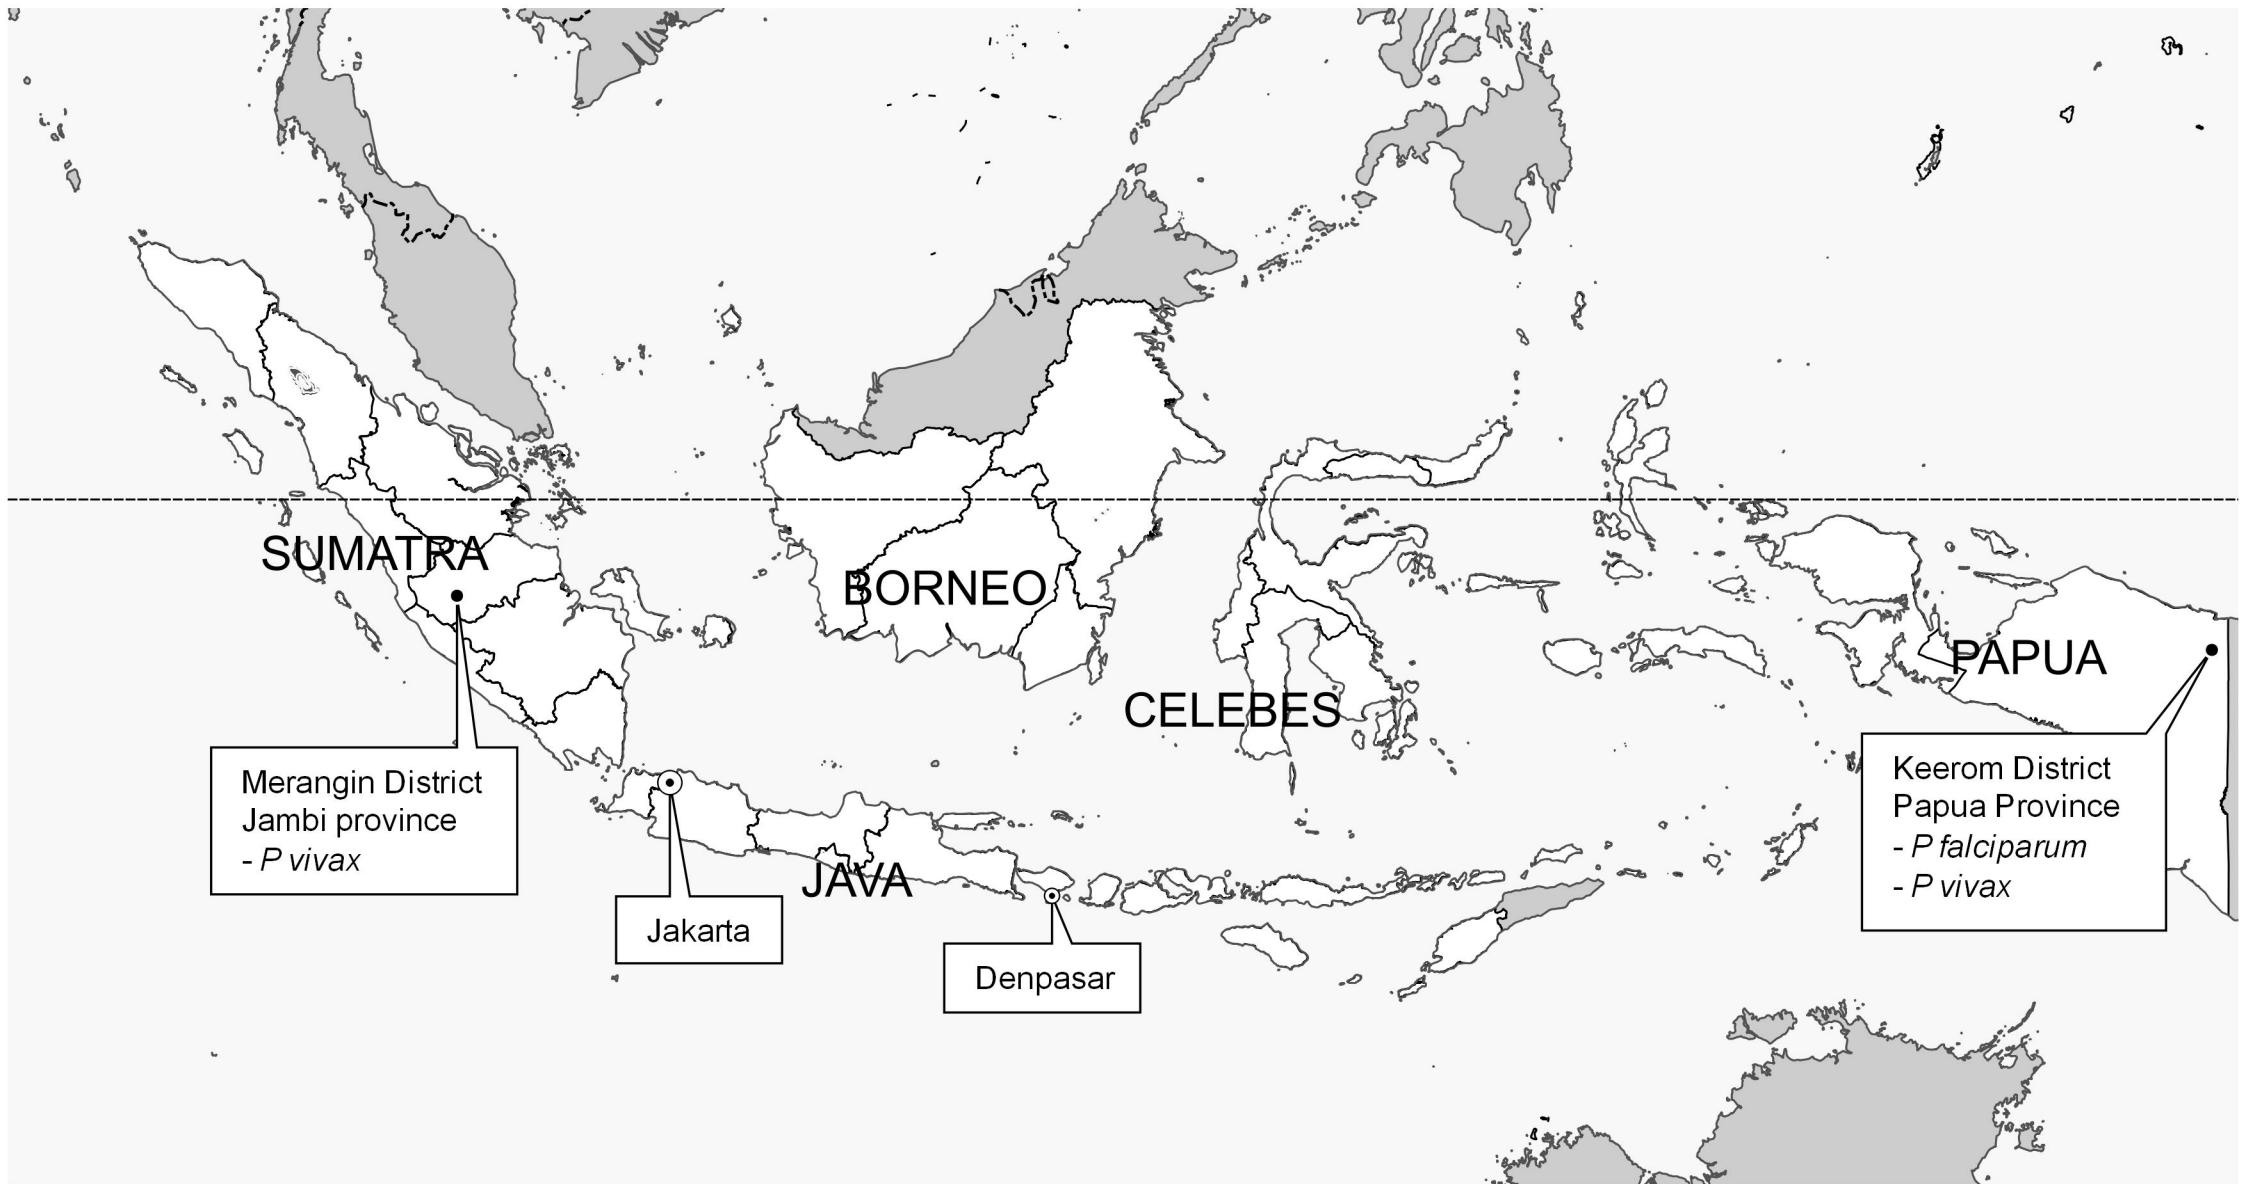 SUMATRA
BORNEO
PAPUA
CELEBES
Merangin District
Jambi province
- P vivax
Keerom District
Papua Province
- P falciparum
- P vivax
JAVA
Jakarta
Denpasar